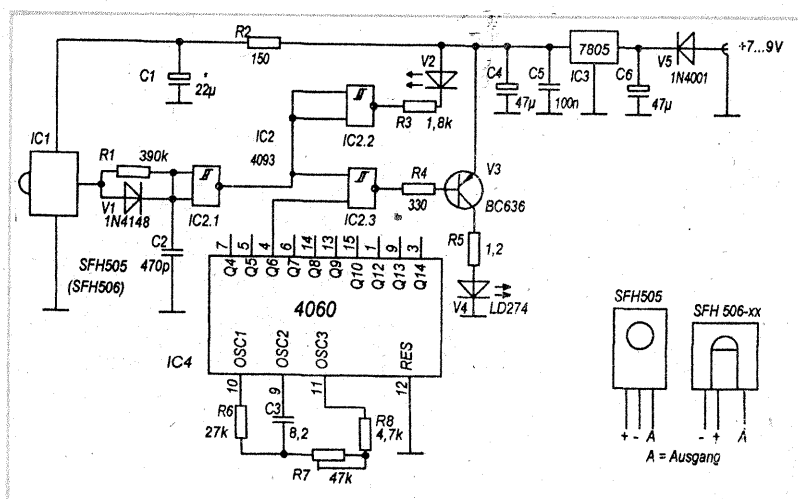 R2
150
C1
22µ
V2
7805
IC3
V5
1N4001
+7...9V
C4
47µ
C5
100n
C6
47µ
IC1
R1
390k
V1
1N4148
IC2.1
IC2
4093
IC2.2
R3
1,8k
IC2.3
R4
330
V3
BC636
C2
470p
SFH505
(SFH506)
R5
1,2
V4
LD274
7
5
4
6
14
13
15
1
9
3
Q4
Q5
Q6
Q7
Q8
Q9
Q10
Q12
Q13
Q14
4060
IC4
OSC1
OSC2
OSC3
RES
10
9
11
12
R6
27k
C3
8,2
R8
4,7k
R7
47k
SFH505
SFH 506-xx
+ - A
- + A
A = Ausgang